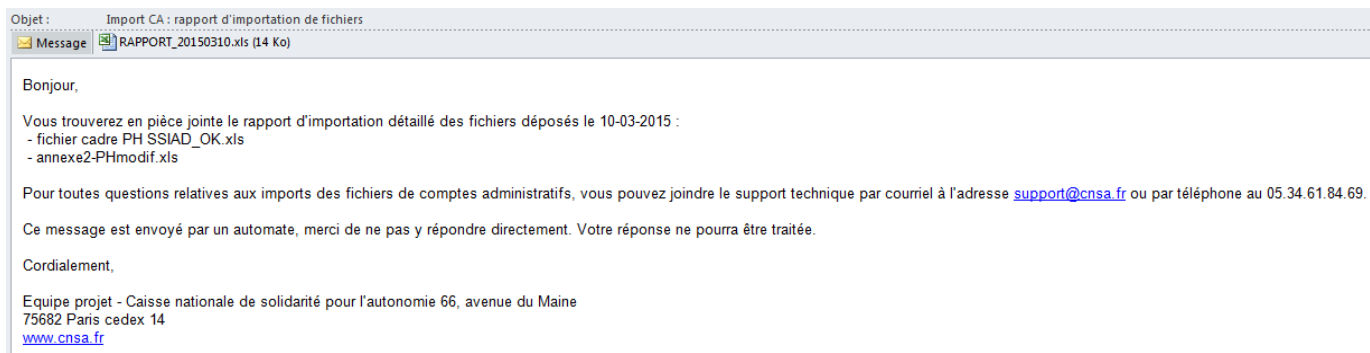 Objet : Import CA : rapport d'importation de fichiers
Message RAPPORT_20150310.xls (14 Ko)
Bonjour,
Vous trouverez en pièce jointe le rapport d'importation détaillé des fichiers déposés le 10-03-2015 :
- fichier cadre PH SSIAD_OK.xls
- annexe2-PHmodif.xls
Pour toutes questions relatives aux imports des fichiers de comptes administratifs, vous pouvez joindre le support technique par courriel à l'adresse support@cnsa.fr ou par téléphone au 05.34.61.84.69.
Ce message est envoyé par un automate, merci de ne pas y répondre directement. Votre réponse ne pourra être traitée.
Cordialement,
Equipe projet - Caisse nationale de solidarité pour l'autonomie 66, avenue du Maine
75682 Paris cedex 14
www.cnsa.fr